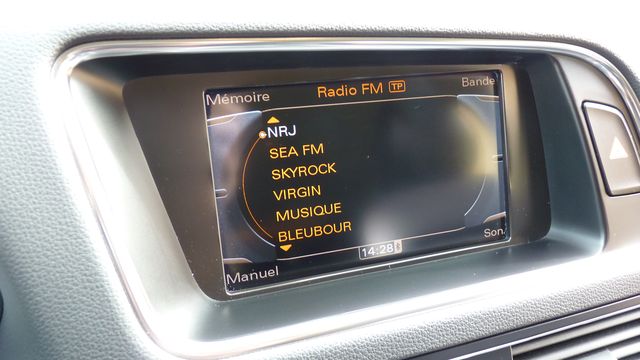 Mémoire Radio FM TP Bande
NRJ
SEA FM
SKYROCK
VIRGIN
MUSIQUE
BLEUBOUR
Manuel 14:28 Son